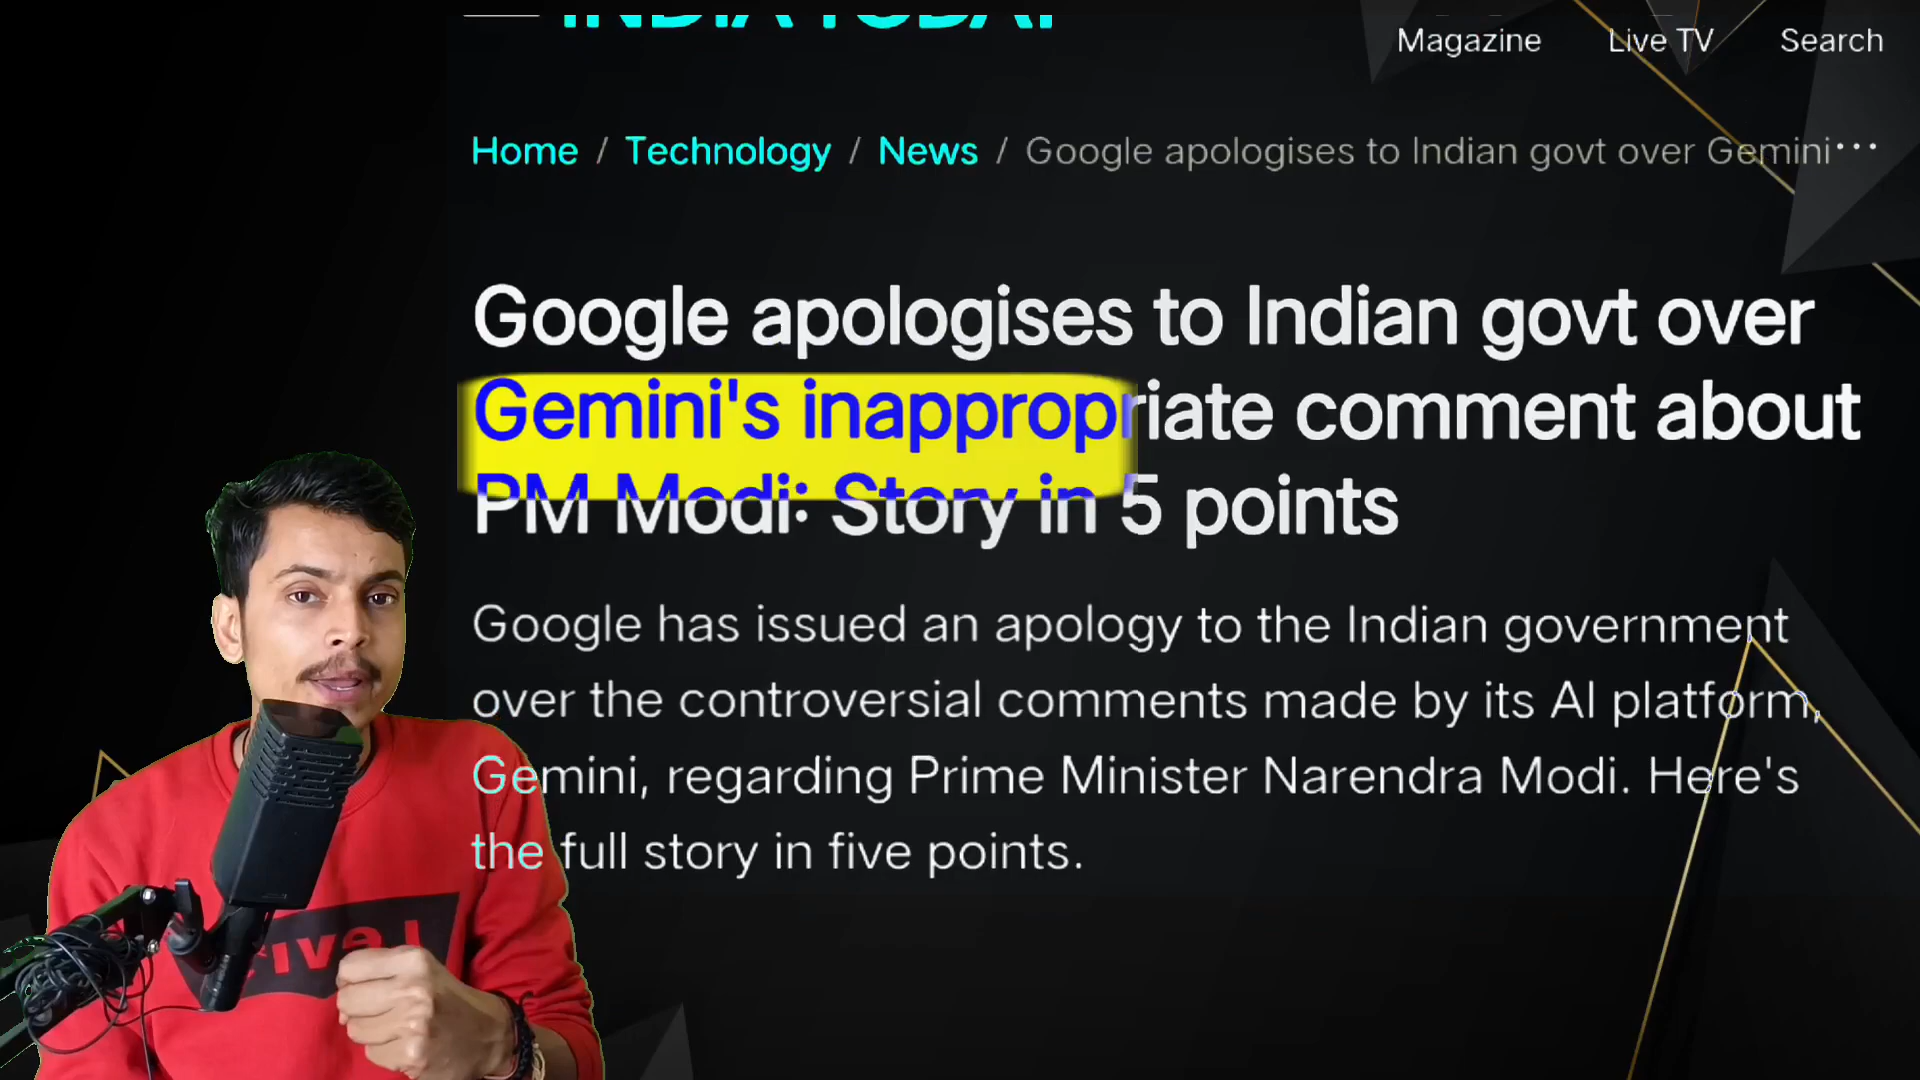 INDIA TODAY
Magazine Live TV Search
Home / Technology / News / Google apologises to Indian govt over Gemini...
Google apologises to Indian govt over
Gemini's inappropriate comment about
PM Modi: Story in 5 points
Google has issued an apology to the Indian government
over the controversial comments made by its AI platform,
Gemini, regarding Prime Minister Narendra Modi. Here's
the full story in five points.
Levi's